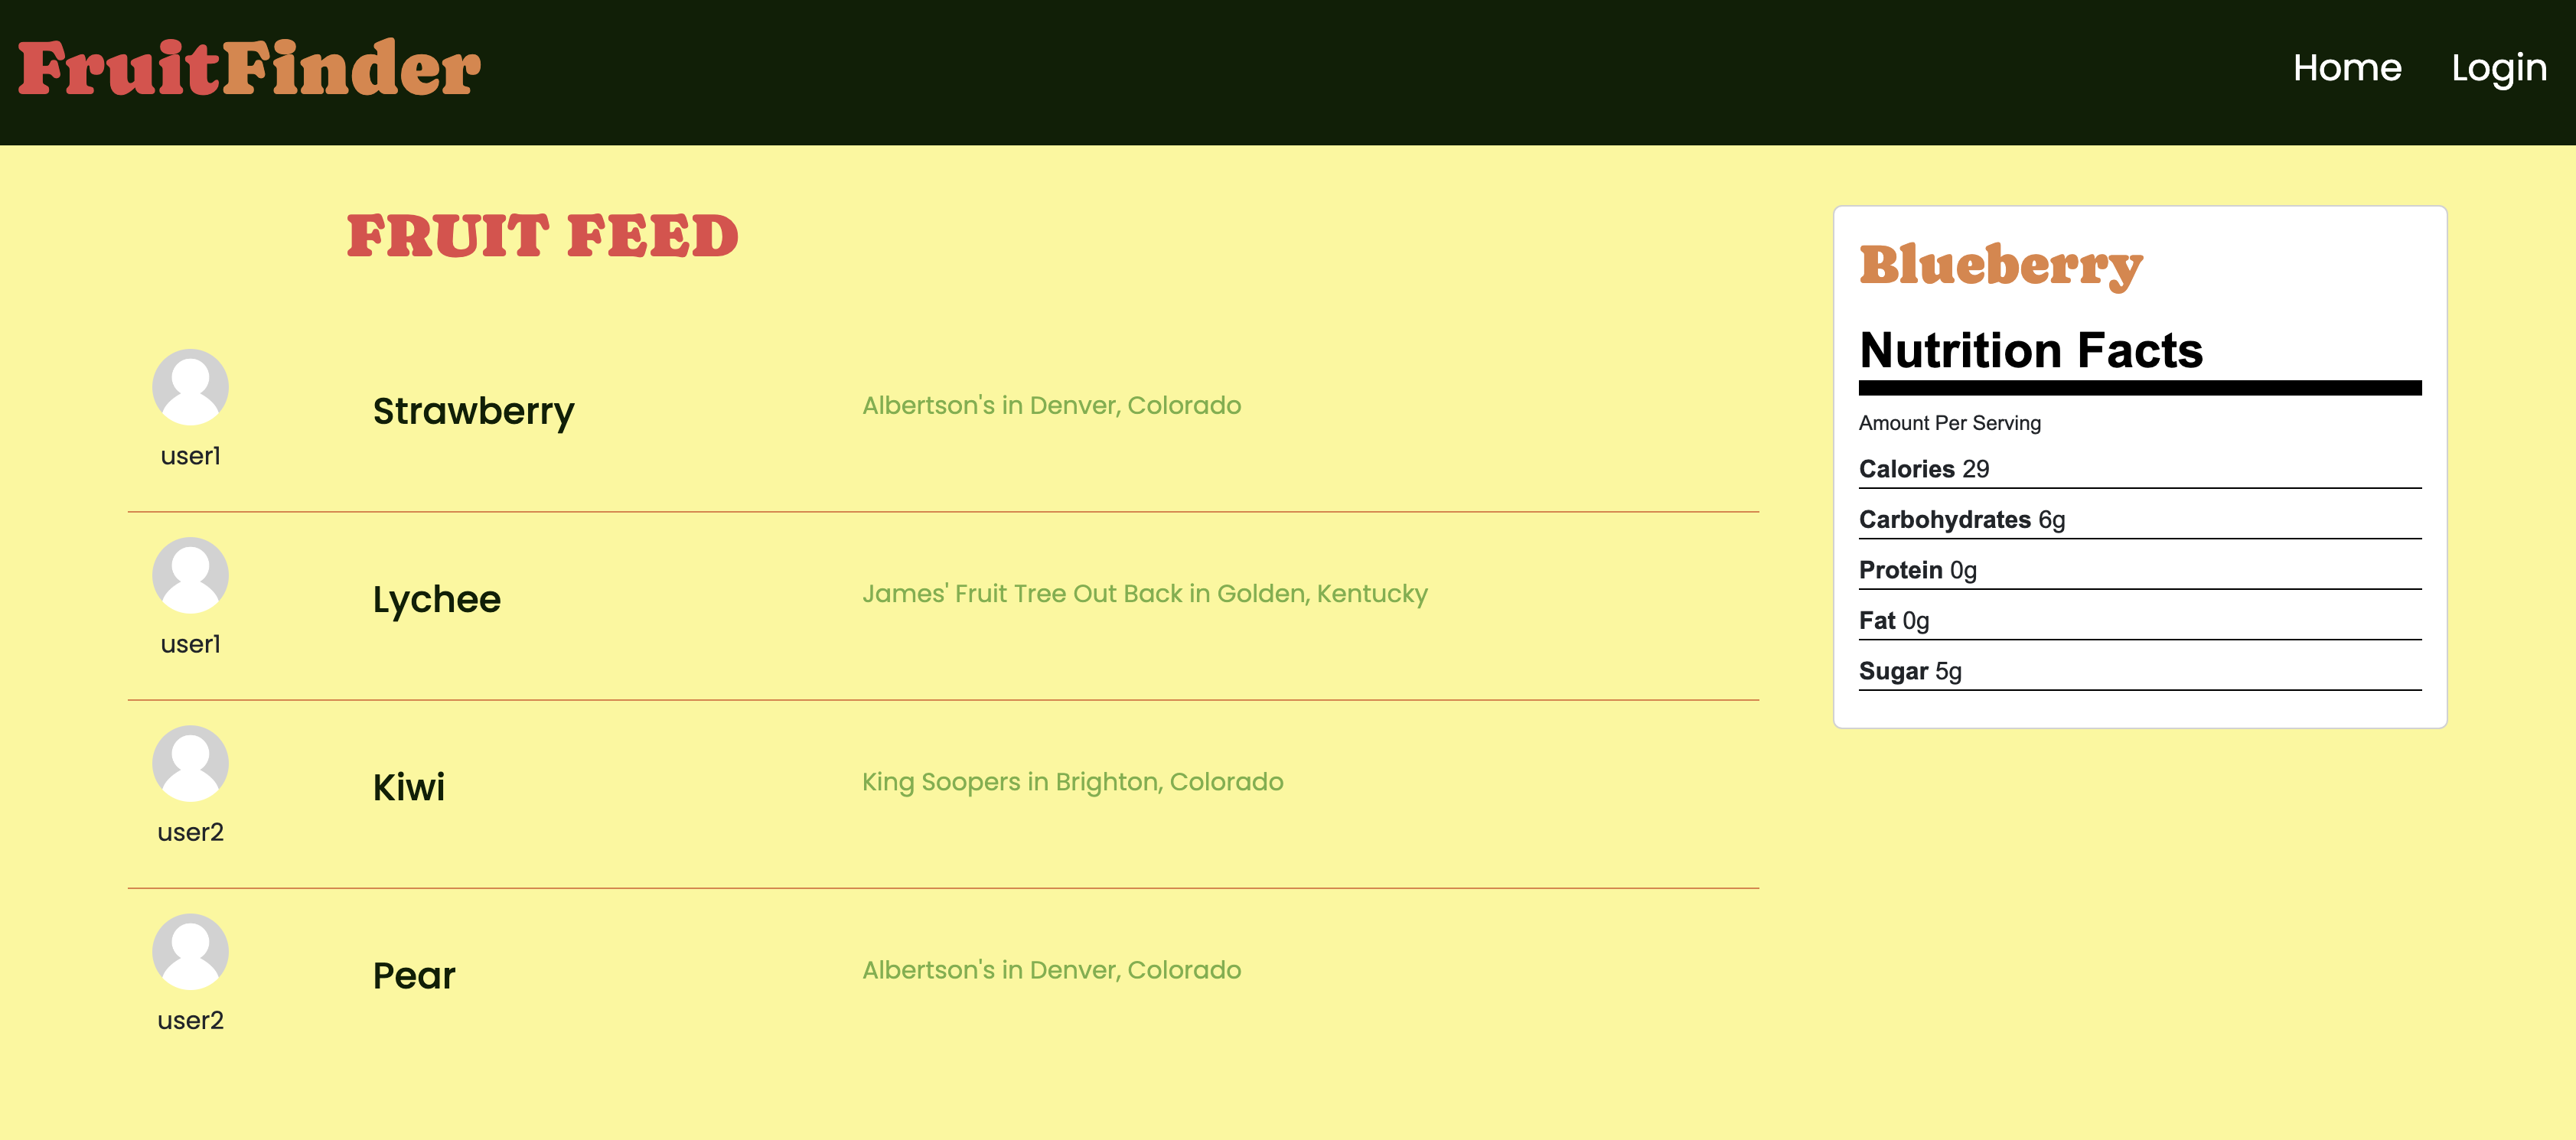 FruitFinder
Home
Login
FRUIT FEED
user1
Strawberry
Albertson's in Denver, Colorado
user1
Lychee
James' Fruit Tree Out Back in Golden, Kentucky
user2
Kiwi
King Soopers in Brighton, Colorado
user2
Pear
Albertson's in Denver, Colorado
Blueberry
Nutrition Facts
Amount Per Serving
Calories 29
Carbohydrates 6g
Protein 0g
Fat 0g
Sugar 5g